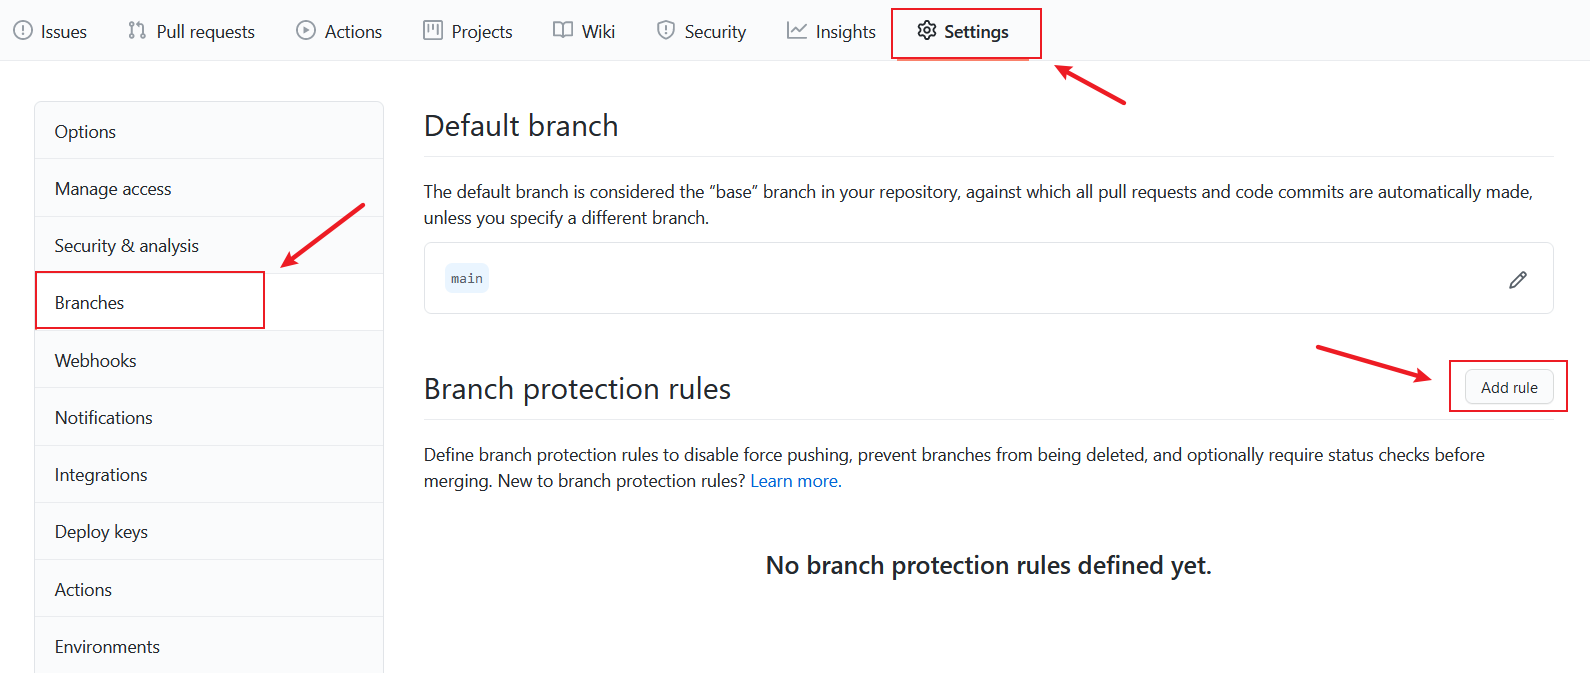 Issues Pull requests Actions Projects Wiki Security Insights Settings
Options
Manage access
Security & analysis
Branches
Webhooks
Notifications
Integrations
Deploy keys
Actions
Environments
Default branch
The default branch is considered the “base” branch in your repository, against which all pull requests and code commits are automatically made,
unless you specify a different branch.
main
Branch protection rules
Add rule
Define branch protection rules to disable force pushing, prevent branches from being deleted, and optionally require status checks before
merging. New to branch protection rules? Learn more.
No branch protection rules defined yet.